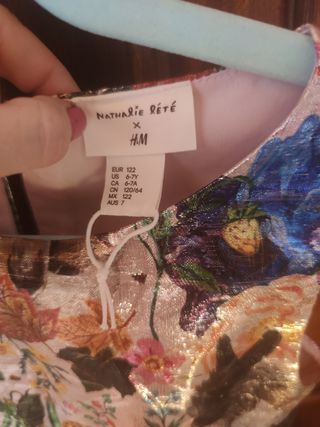 Nathalie Lété
x
H&M
EUR 122
US 6-7Y
CA 6-7A
CN 120/64
MX 122
AUS 7